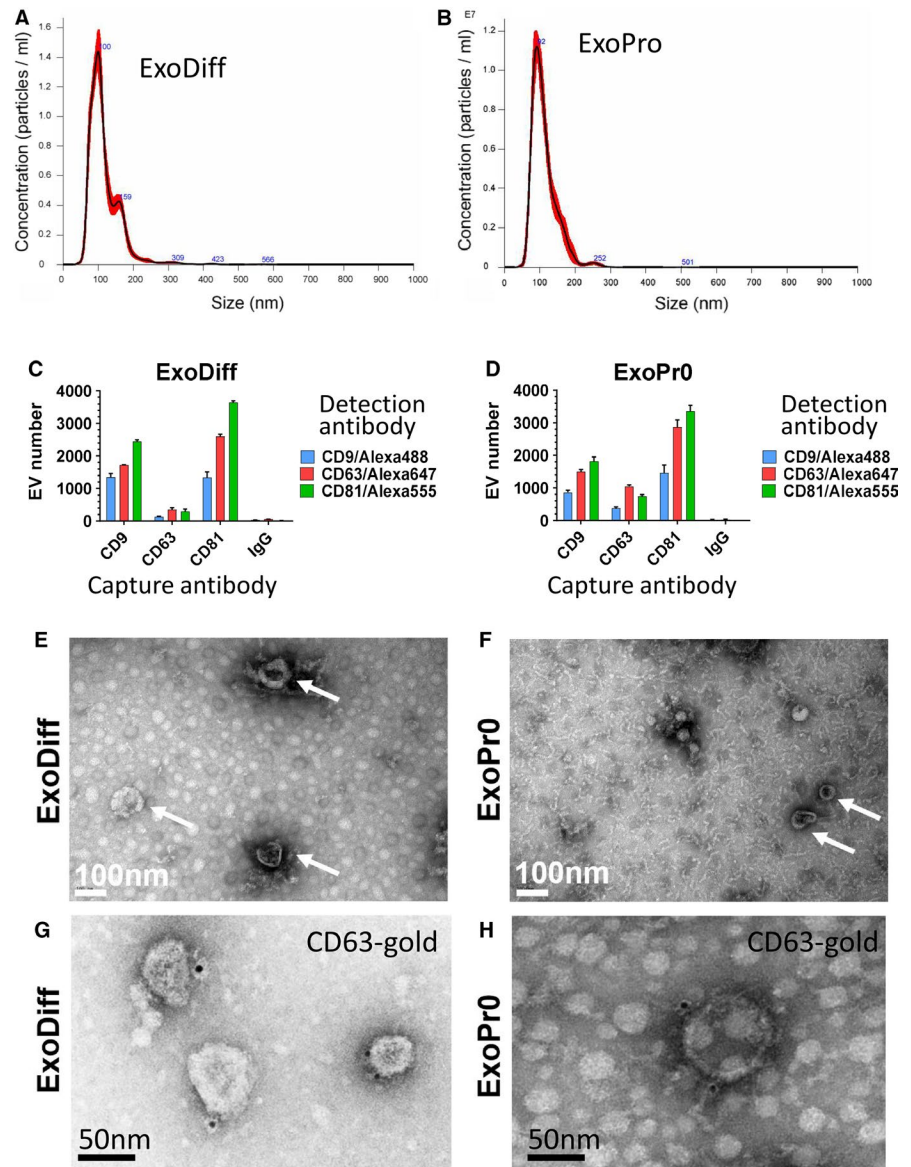 A
Concentration (particles / ml)
1.6
1.4
1.2
1.0
0.8
0.6
0.4
0.2
0
ExoDiff
100
159
309
423
566
0 100 200 300 400 500 600 700 800 900 1000
Size (nm)
B
E7
Concentration (particles / ml)
1.2
1.0
0.8
0.6
0.4
0.2
0
ExoPro
92
252
501
0 100 200 300 400 500 600 700 800 900 1000
Size (nm)
C
ExoDiff
EV number
4000
3000
2000
1000
0
CD9 CD63 CD81 IgG
Capture antibody
Detection
antibody
CD9/Alexa488
CD63/Alexa647
CD81/Alexa555
D
ExoPr0
EV number
4000
3000
2000
1000
0
CD9 CD63 CD81 IgG
Capture antibody
Detection
antibody
CD9/Alexa488
CD63/Alexa647
CD81/Alexa555
E
ExoDiff
100nm
F
ExoPr0
100nm
G
ExoDiff
CD63-gold
50nm
H
ExoPr0
CD63-gold
50nm